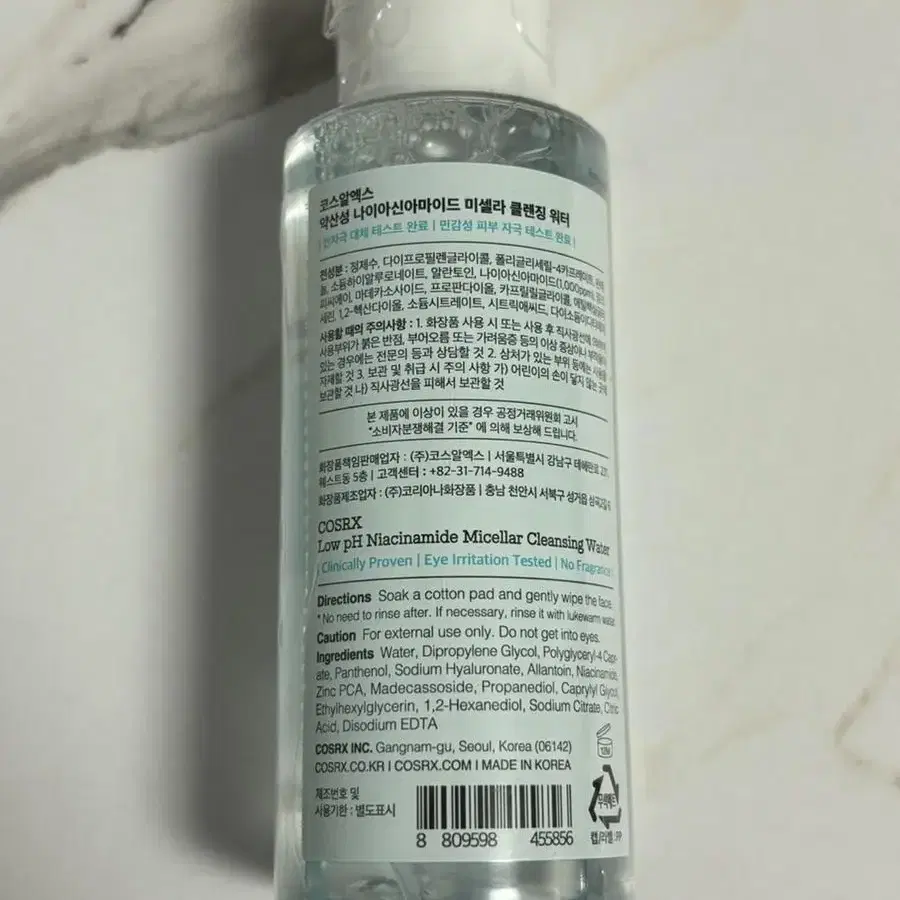 코스알엑스
약산성 나이아신아마이드 미셀라 클렌징 워터
| 안자극 대체 테스트 완료 | 민감성 피부 자극 테스트 완료 |
전성분 : 정제수, 다이프로필렌글라이콜, 폴리글리세릴-4카프레이트, 판테
놀, 소듐하이알루로네이트, 알란토인, 나이아신아마이드(1,000ppm),
피씨에이, 마데카소사이드, 프로판다이올, 카프릴릴글라이콜,
세린, 1,2-헥산다이올, 소듐시트레이트, 시트릭애씨드,
사용할 때의 주의사항 : 1. 화장품 사용 시 또는 사용 후 직사광선에
사용부위가 붉은 반점, 부어오름 또는 가려움증 등의 이상 증상이나
있는 경우에는 전문의 등과 상담할 것 2. 상처가 있는 부위 등에는 사용을
자제할 것 3. 보관 및 취급 시 주의 사항 가) 어린이의 손이 닿지 않는 곳에
보관할 것 나) 직사광선을 피해서 보관할 것
본 제품에 이상이 있을 경우 공정거래위원회 고시
"소비자분쟁해결 기준" 에 의해 보상해 드립니다.
화장품책임판매업자 : (주)코스알엑스 | 서울특별시 강남구 테헤란로
웨스트동 5층 | 고객센터 : +82-31-714-9488
화장품제조업자 : (주)코리아나화장품 | 충남 천안시 서북구 성거읍
COSRX
Low pH Niacinamide Micellar Cleansing Water
| Clinically Proven | Eye Irritation Tested | No Fragrance |
Directions Soak a cotton pad and gently wipe the face.
* No need to rinse after. If necessary, rinse it with lukewarm water.
Caution For external use only. Do not get into eyes.
Ingredients Water, Dipropylene Glycol, Polyglyceryl-4 Capr-
ate, Panthenol, Sodium Hyaluronate, Allantoin, Niacinamide,
Zinc PCA, Madecassoside, Propanediol, Caprylyl Glycol,
Ethylhexylglycerin, 1,2-Hexanediol, Sodium Citrate, Citric
Acid, Disodium EDTA
COSRX INC. Gangnam-gu, Seoul, Korea (06142)
COSRX.CO.KR | COSRX.COM | MADE IN KOREA
12M
제조번호 및
사용기한 : 별도표시
무색페트
캡/라벨 : PP
8 809598 455856